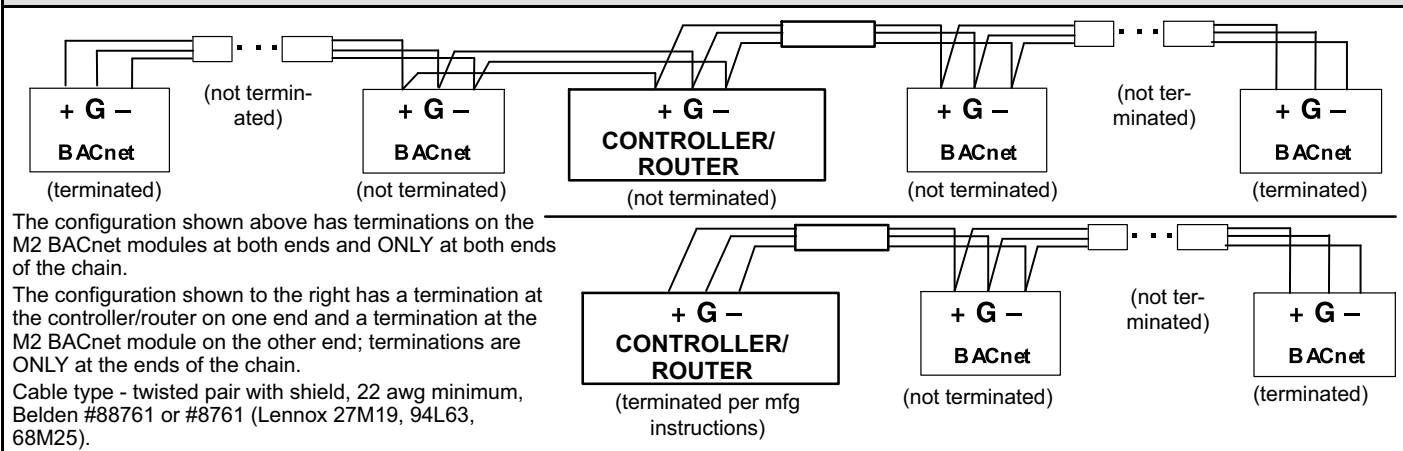 (not termin-
ated)
(not ter-
minated)
+ G –
BACnet
(terminated)
+ G –
BACnet
(not terminated)
+ G –
CONTROLLER/
ROUTER
(not terminated)
+ G –
BACnet
(not terminated)
+ G –
BACnet
(terminated)
The configuration shown above has terminations on the
M2 BACnet modules at both ends and ONLY at both ends
of the chain.
The configuration shown to the right has a termination at
the controller/router on one end and a termination at the
M2 BACnet module on the other end; terminations are
ONLY at the ends of the chain.
Cable type - twisted pair with shield, 22 awg minimum,
Belden #88761 or #8761 (Lennox 27M19, 94L63,
68M25).
+ G –
CONTROLLER/
ROUTER
(terminated per mfg
instructions)
+ G –
BACnet
(not terminated)
(not ter-
minated)
+ G –
BACnet
(terminated)